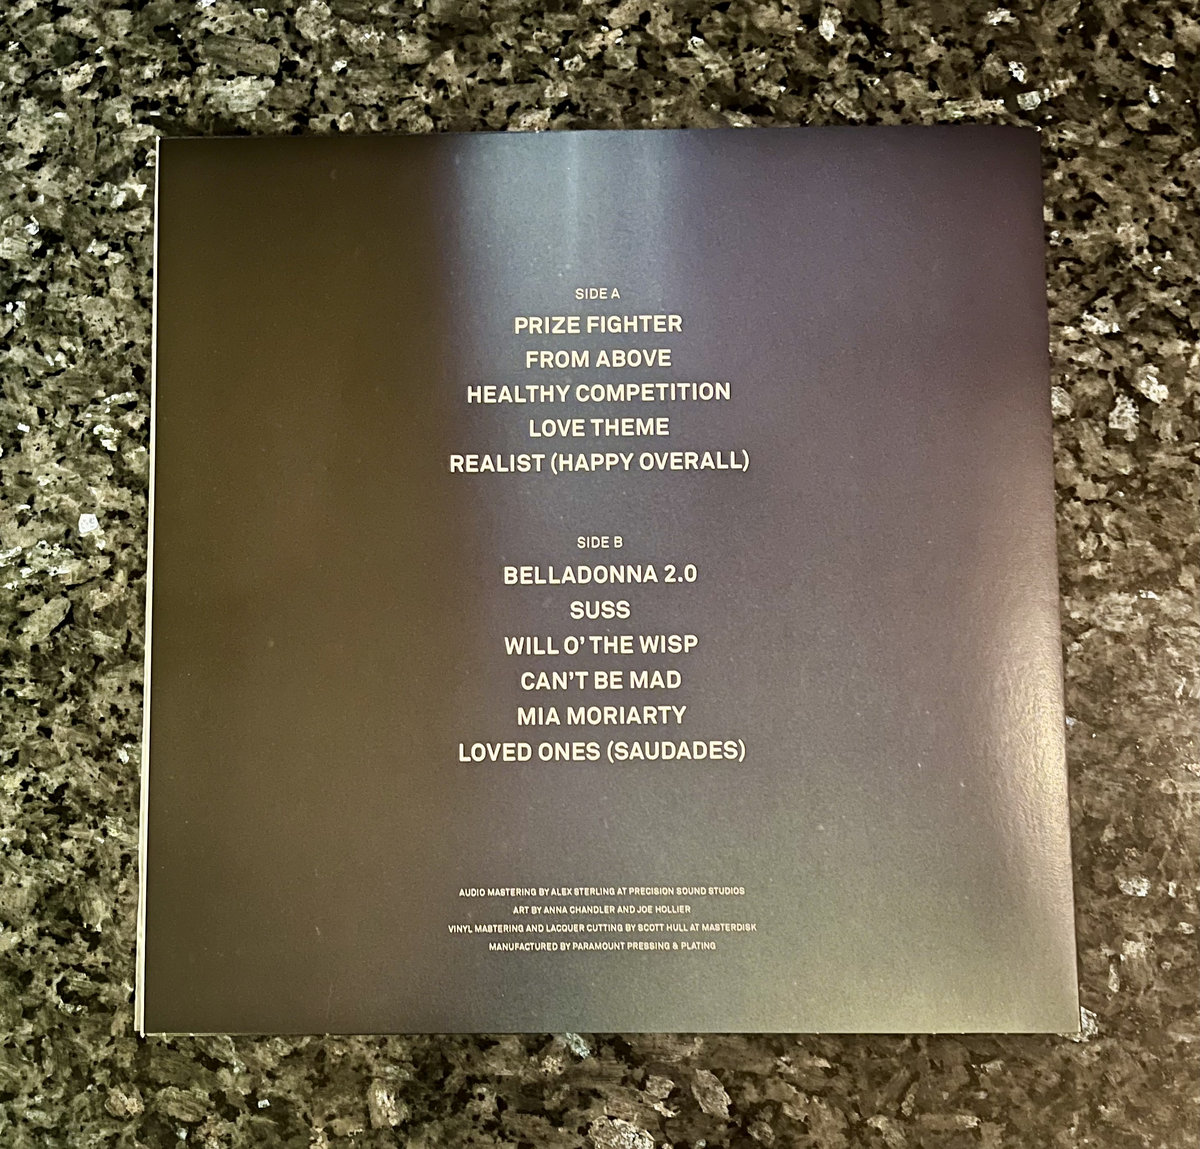 SIDE A
PRIZE FIGHTER
FROM ABOVE
HEALTHY COMPETITION
LOVE THEME
REALIST (HAPPY OVERALL)
SIDE B
BELLADONNA 2.0
SUSS
WILL O' THE WISP
CAN'T BE MAD
MIA MORIARTY
LOVED ONES (SAUDADES)
AUDIO MASTERING BY ALEX STERLING AT PRECISION SOUND STUDIOS
ART BY ANNA CHANDLER AND JOE HOLLIER
VINYL MASTERING AND LACQUER CUTTING BY SCOTT HULL AT MASTERDISK
MANUFACTURED BY PARAMOUNT PRESSING & PLATING